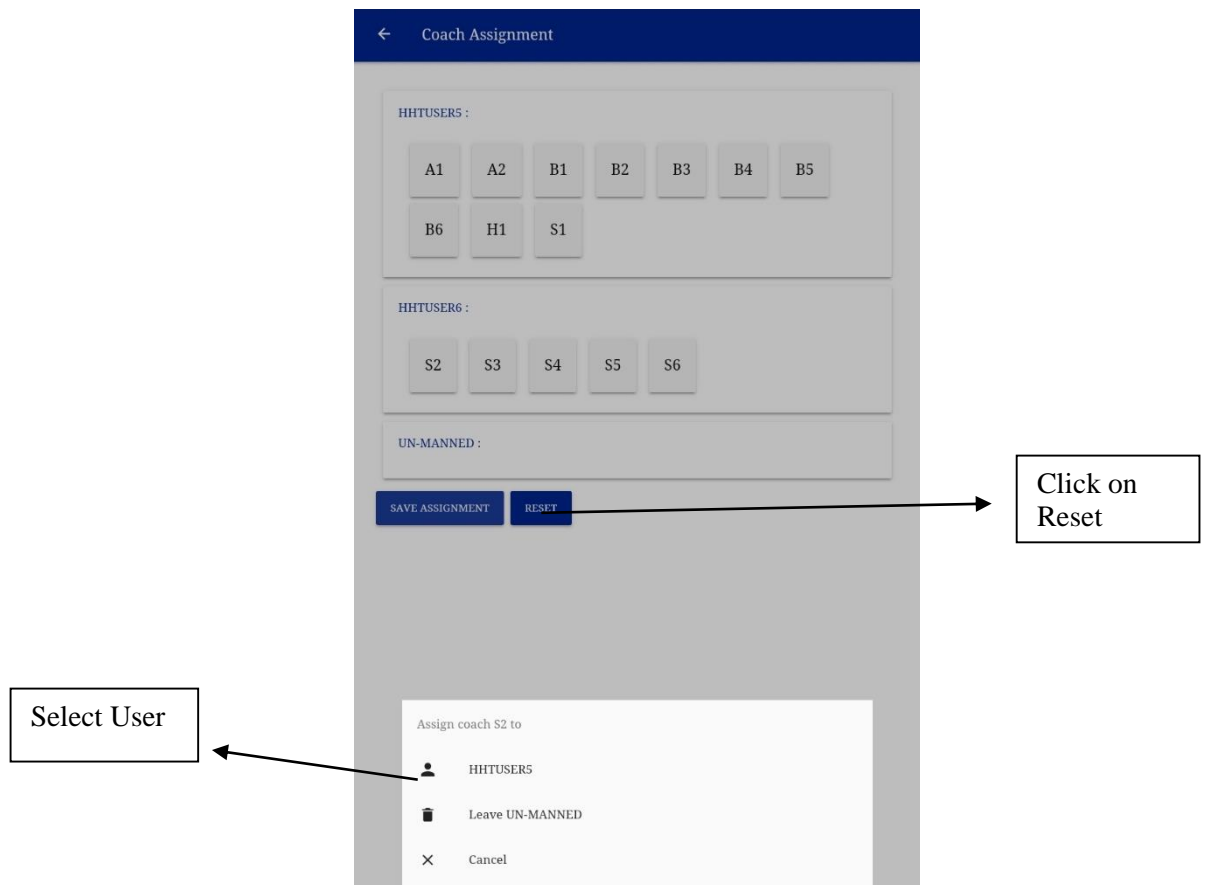 Coach Assignment
HHTUSER5 :
A1 A2 B1 B2 B3 B4 B5
B6 H1 S1
HHTUSER6 :
S2 S3 S4 S5 S6
UN-MANNED :
SAVE ASSIGNMENT RESET
Click on
Reset
Select User
Assign coach S2 to
HHTUSER5
Leave UN-MANNED
Cancel